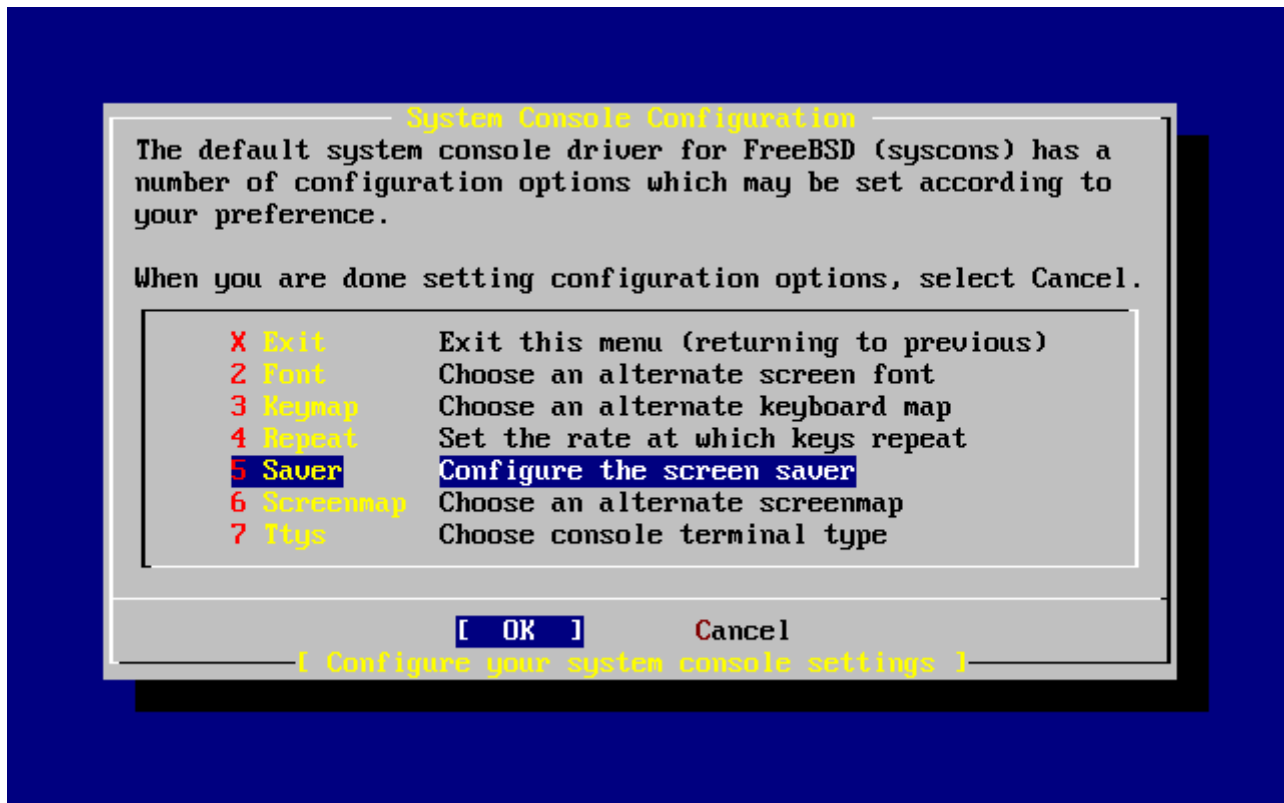 System Console Configuration
The default system console driver for FreeBSD (syscons) has a
number of configuration options which may be set according to
your preference.
When you are done setting configuration options, select Cancel.
X Exit Exit this menu (returning to previous)
2 Font Choose an alternate screen font
3 Keymap Choose an alternate keyboard map
4 Repeat Set the rate at which keys repeat
5 Saver Configure the screen saver
6 Screenmap Choose an alternate screenmap
7 Ttys Choose console terminal type
[ OK ] Cancel
[ Configure your system console settings ]